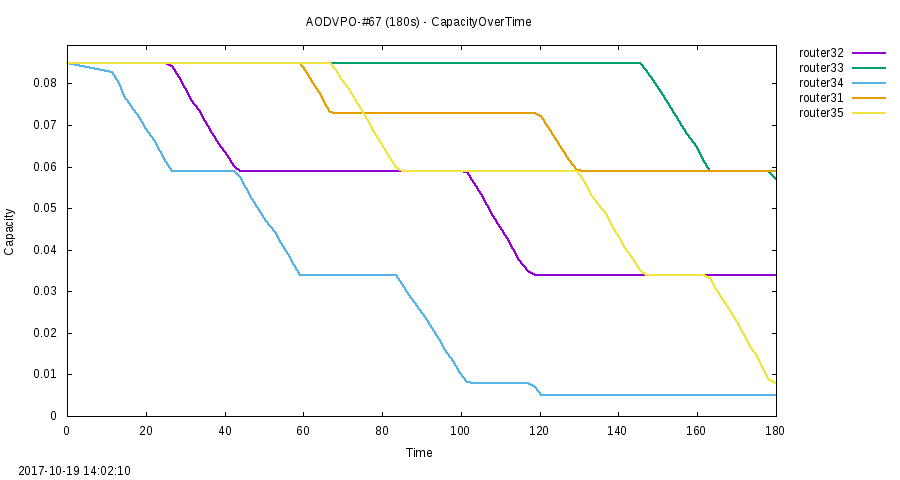 AODVPO-#67 (180s) - CapacityOverTime
router32
router33
router34
router31
router35
0.08
0.07
0.06
0.05
0.04
0.03
0.02
0.01
0
Capacity
0 20 40 60 80 100 120 140 160 180
Time
2017-10-19 14:02:10